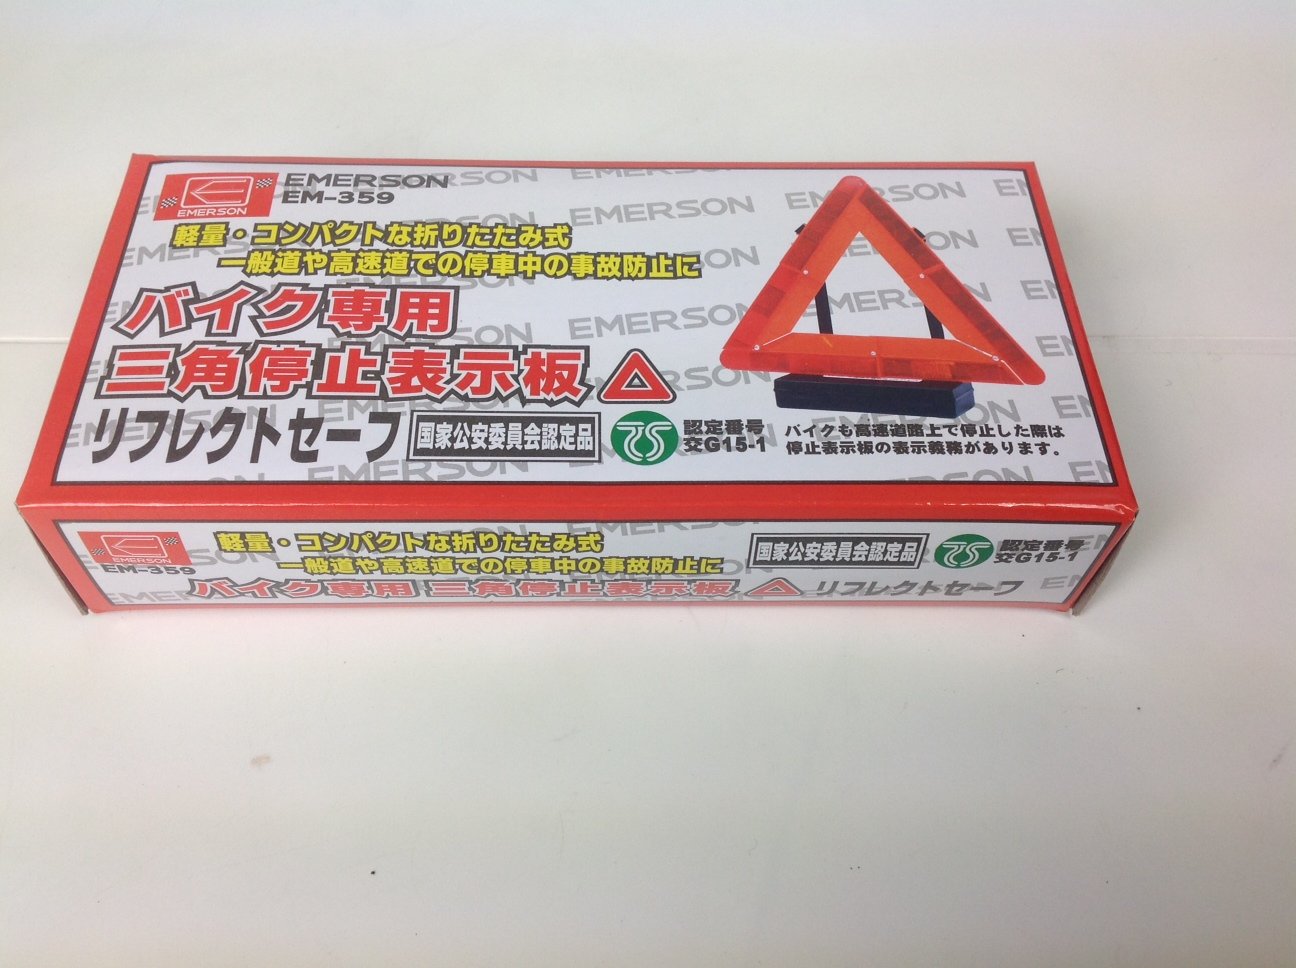 EMERSON
EMERSON
EM-359
軽量・コンパクトな折りたたみ式
一般道や高速道での停車中の事故防止に
バイク専用
三角停止表示板
リフレクトセーフ
国家公安委員会認定品
TS
認定番号
交G15-1
バイクも高速道路上で停止した際は
停止表示板の表示義務があります。
EMERSON
EM-359
軽量・コンパクトな折りたたみ式
一般道や高速道での停車中の事故防止に
バイク専用 三角停止表示板
リフレクトセーフ
国家公安委員会認定品
TS
認定番号
交G15-1